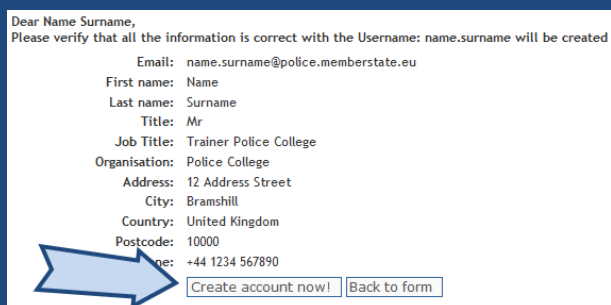 Dear Name Surname,
Please verify that all the information is correct with the Username: name.surname will be created
Email: name.surname@police.memberstate.eu
First name: Name
Last name: Surname
Title: Mr
Job Title: Trainer Police College
Organisation: Police College
Address: 12 Address Street
City: Bramshill
Country: United Kingdom
Postcode: 10000
+44 1234 567890
Create account now! Back to form